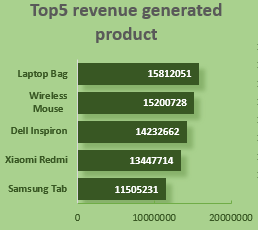 Top5 revenue generated
product
Laptop Bag
15812051
Wireless
Mouse
15200728
Dell Inspiron
14232662
Xiaomi Redmi
13447714
Samsung Tab
11505231
0
10000000
20000000